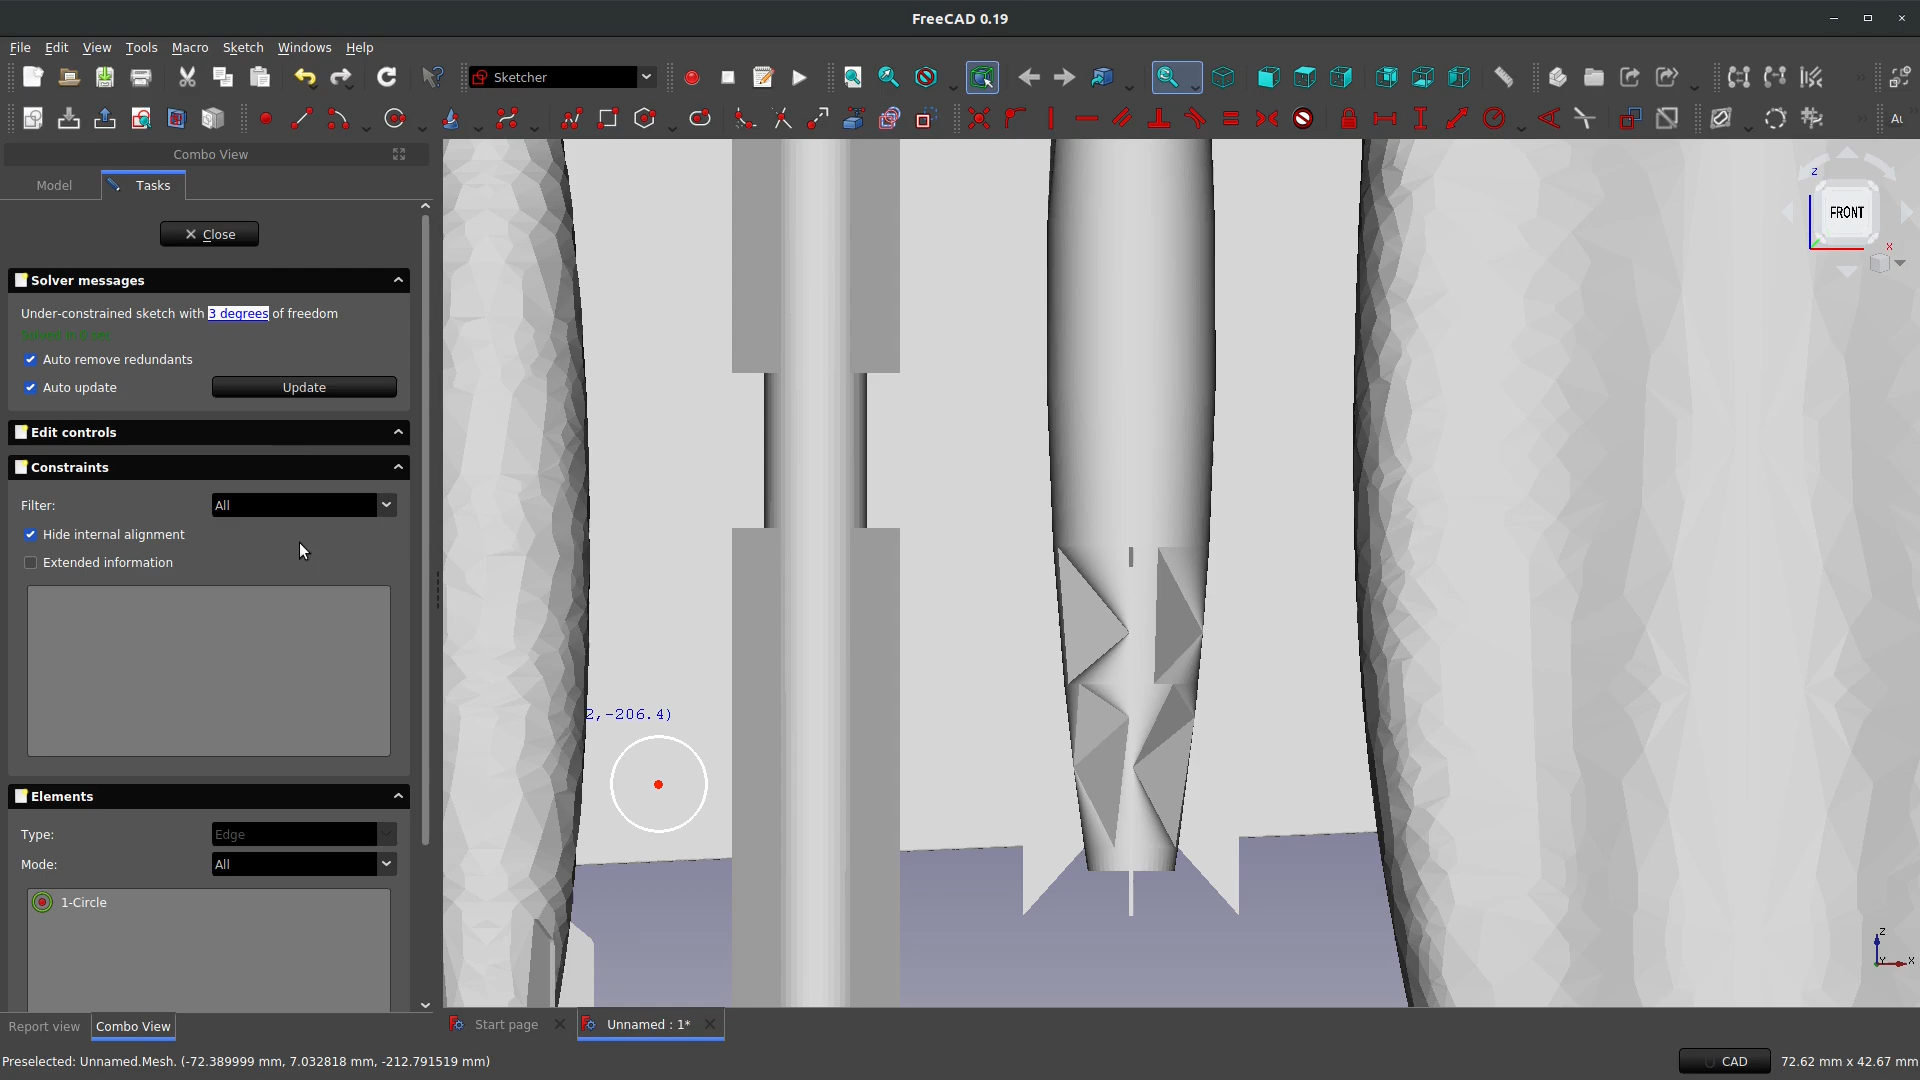 FreeCAD 0.19
File Edit View Tools Macro Sketch Windows Help
Sketcher
Combo View
Model Tasks
Close
Solver messages
Under-constrained sketch with 3 degrees of freedom
Solved in 0 sec
Auto remove redundants
Auto update Update
Edit controls
Constraints
Filter: All
Hide internal alignment
Extended information
Elements
Type: Edge
Mode: All
1-Circle
2,-206.4)
Z
FRONT
X
Z
Y X
Report view Combo View
Start page Unnamed : 1*
Preselected: Unnamed.Mesh. (-72.389999 mm, 7.032818 mm, -212.791519 mm)
CAD 72.62 mm x 42.67 mm